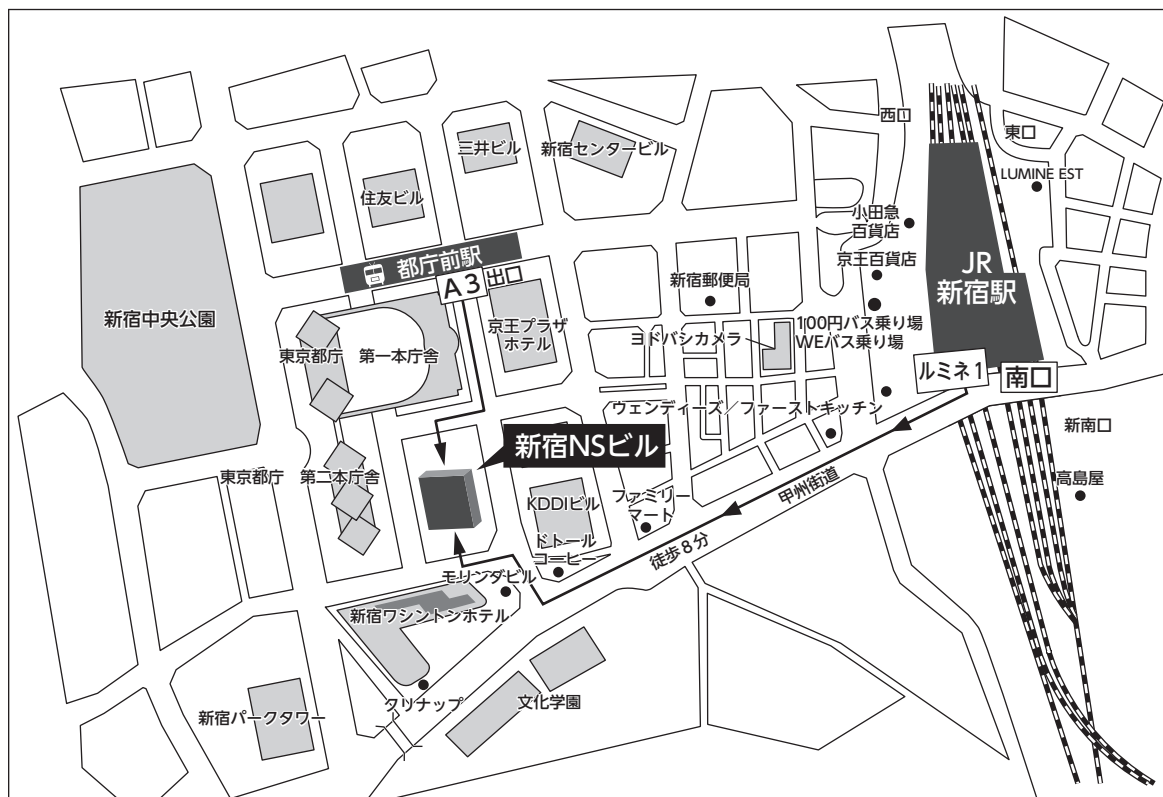 西口
東口
LUMINE EST
三井ビル
新宿センタービル
住友ビル
小田急
百貨店
京王百貨店
JR
新宿駅
都庁前駅
A3
出口
新宿郵便局
新宿中央公園
東京都庁
第一本庁舎
京王プラザ
ホテル
ヨドバシカメラ
100円バス乗り場
WEバス乗り場
ルミネ1
南口
ウェンディーズ/ファーストキッチン
新南口
新宿NSビル
東京都庁
第二本庁舎
KDDIビル
ファミリー
マート
甲州街道
高島屋
ドトール
コーヒー
徒歩8分
モリンダビル
新宿ワシントンホテル
クリナップ
文化学園
新宿パークタワー